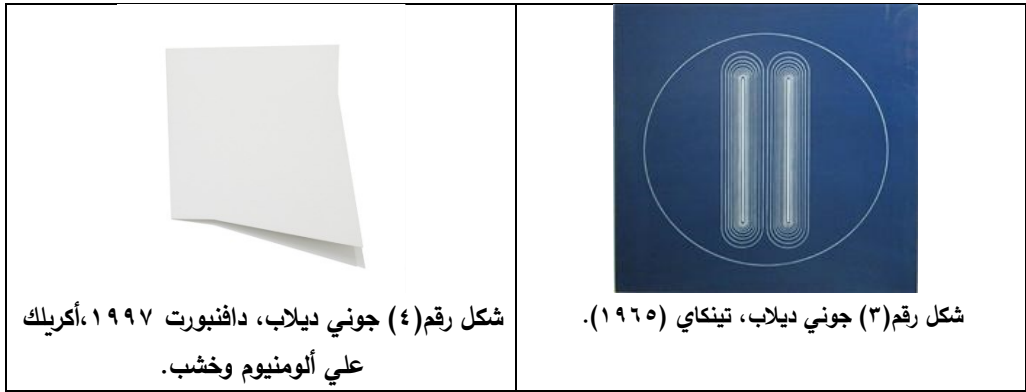 شكل رقم(٣) جوني ديلاب، تينكاي (١٩٦٥).
شكل رقم(٤) جوني ديلاب، دافنبورت ١٩٩٧،أكريلك
علي ألومنيوم وخشب.